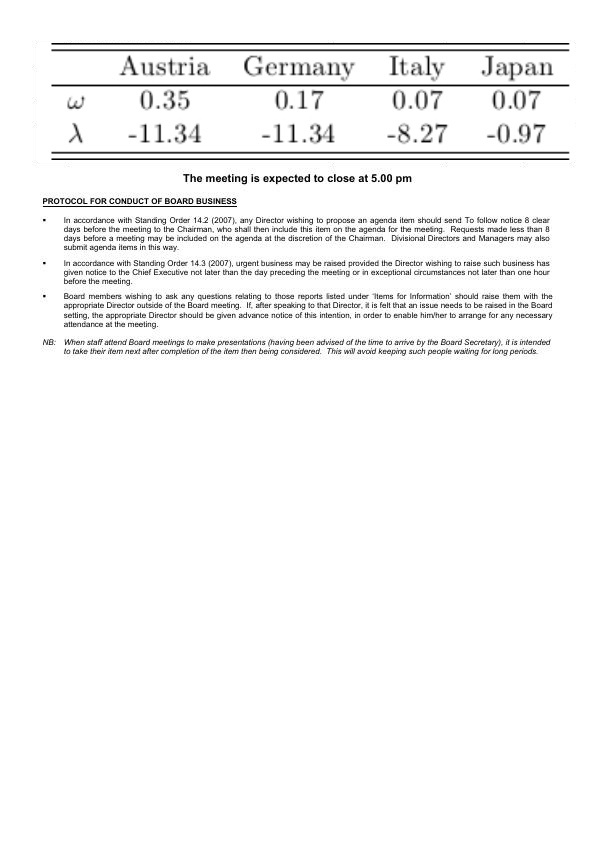 Austria Germany Italy Japan
ω 0.35 0.17 0.07 0.07
λ -11.34 -11.34 -8.27 -0.97
The meeting is expected to close at 5.00 pm
PROTOCOL FOR CONDUCT OF BOARD BUSINESS
▪ In accordance with Standing Order 14.2 (2007), any Director wishing to propose an agenda item should send To follow notice 8 clear
days before the meeting to the Chairman, who shall then include this item on the agenda for the meeting. Requests made less than 8
days before a meeting may be included on the agenda at the discretion of the Chairman. Divisional Directors and Managers may also
submit agenda items in this way.
▪ In accordance with Standing Order 14.3 (2007), urgent business may be raised provided the Director wishing to raise such business has
given notice to the Chief Executive not later than the day preceding the meeting or in exceptional circumstances not later than one hour
before the meeting.
▪ Board members wishing to ask any questions relating to those reports listed under ‘Items for Information’ should raise them with the
appropriate Director outside of the Board meeting. If, after speaking to that Director, it is felt that an issue needs to be raised in the Board
setting, the appropriate Director should be given advance notice of this intention, in order to enable him/her to arrange for any necessary
attendance at the meeting.
NB: When staff attend Board meetings to make presentations (having been advised of the time to arrive by the Board Secretary), it is intended
to take their item next after completion of the item then being considered. This will avoid keeping such people waiting for long periods.